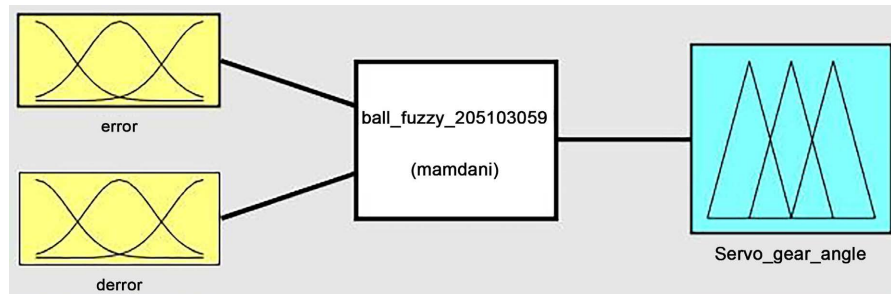 error
derror
ball_fuzzy_205103059
(mamdani)
Servo_gear_angle